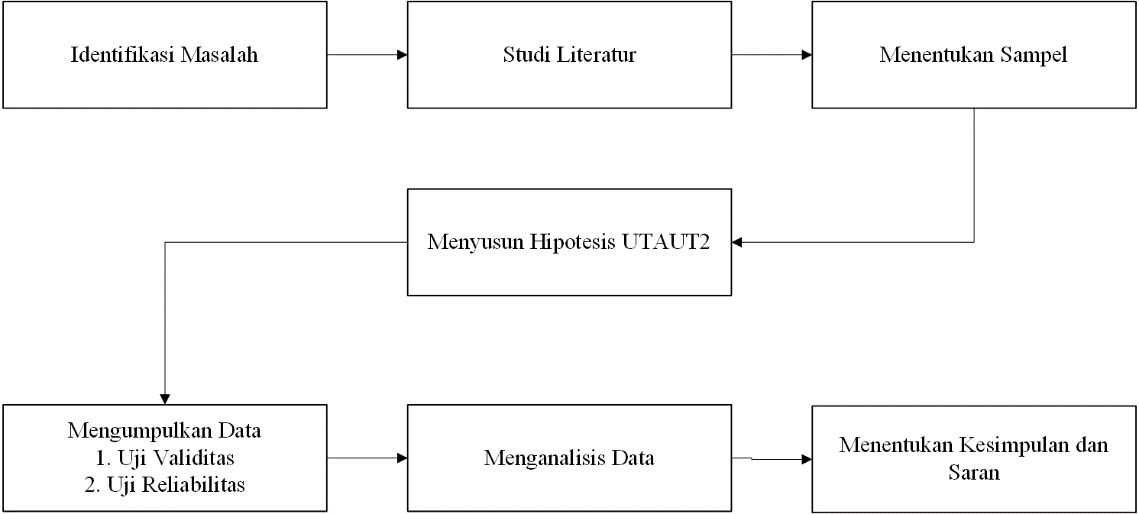 Identifikasi Masalah
Studi Literatur
Menentukan Sampel
Menyusun Hipotesis UTAUT2
Mengumpulkan Data
1. Uji Validitas
2. Uji Reliabilitas
Menganalisis Data
Menentukan Kesimpulan dan
Saran